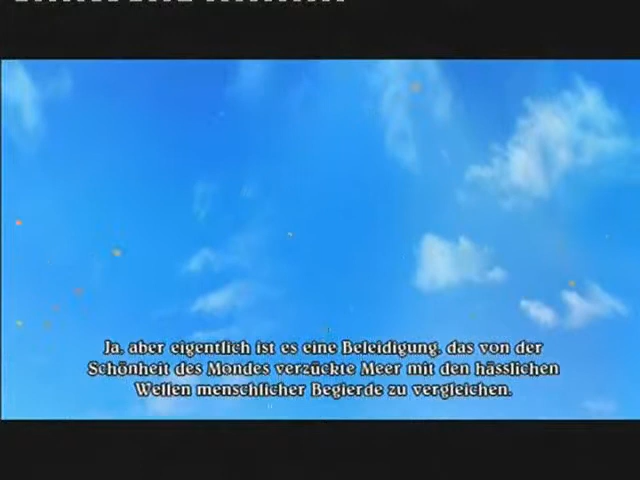 Ja, aber eigentlich ist es eine Beleidigung, das von der
Schönheit des Mondes verzückte Meer mit den hässlichen
Wellen menschlicher Begierde zu vergleichen.